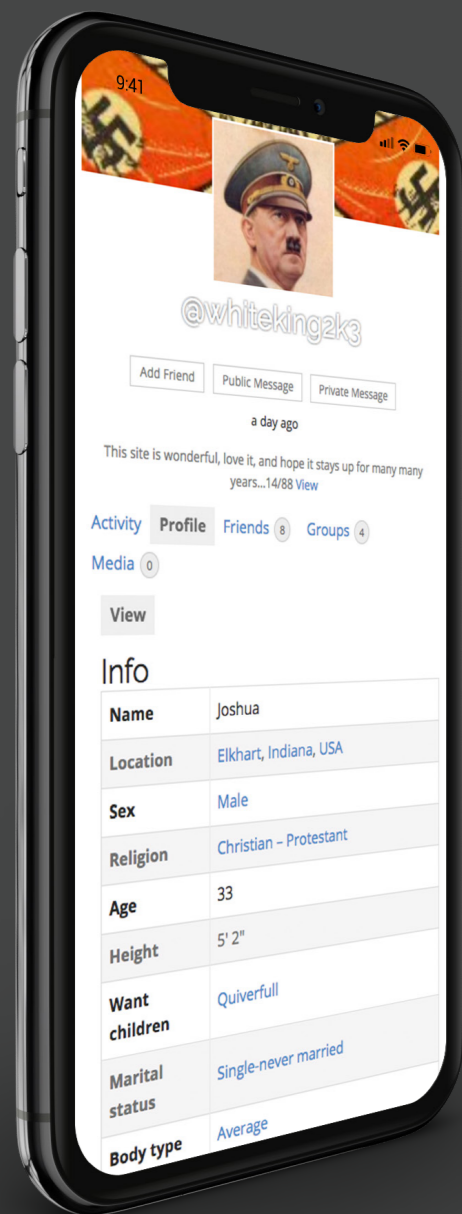 9:41
@whiteking2k3
Add Friend Public Message Private Message
a day ago
This site is wonderful, love it, and hope it stays up for many many
years...14/88 View
Activity Profile Friends 8 Groups 4
Media 0
View
Info
Name Joshua
Location Elkhart, Indiana, USA
Sex Male
Religion Christian – Protestant
Age 33
Height 5' 2"
Want Quiverfull
children
Marital Single-never married
status
Body type Average